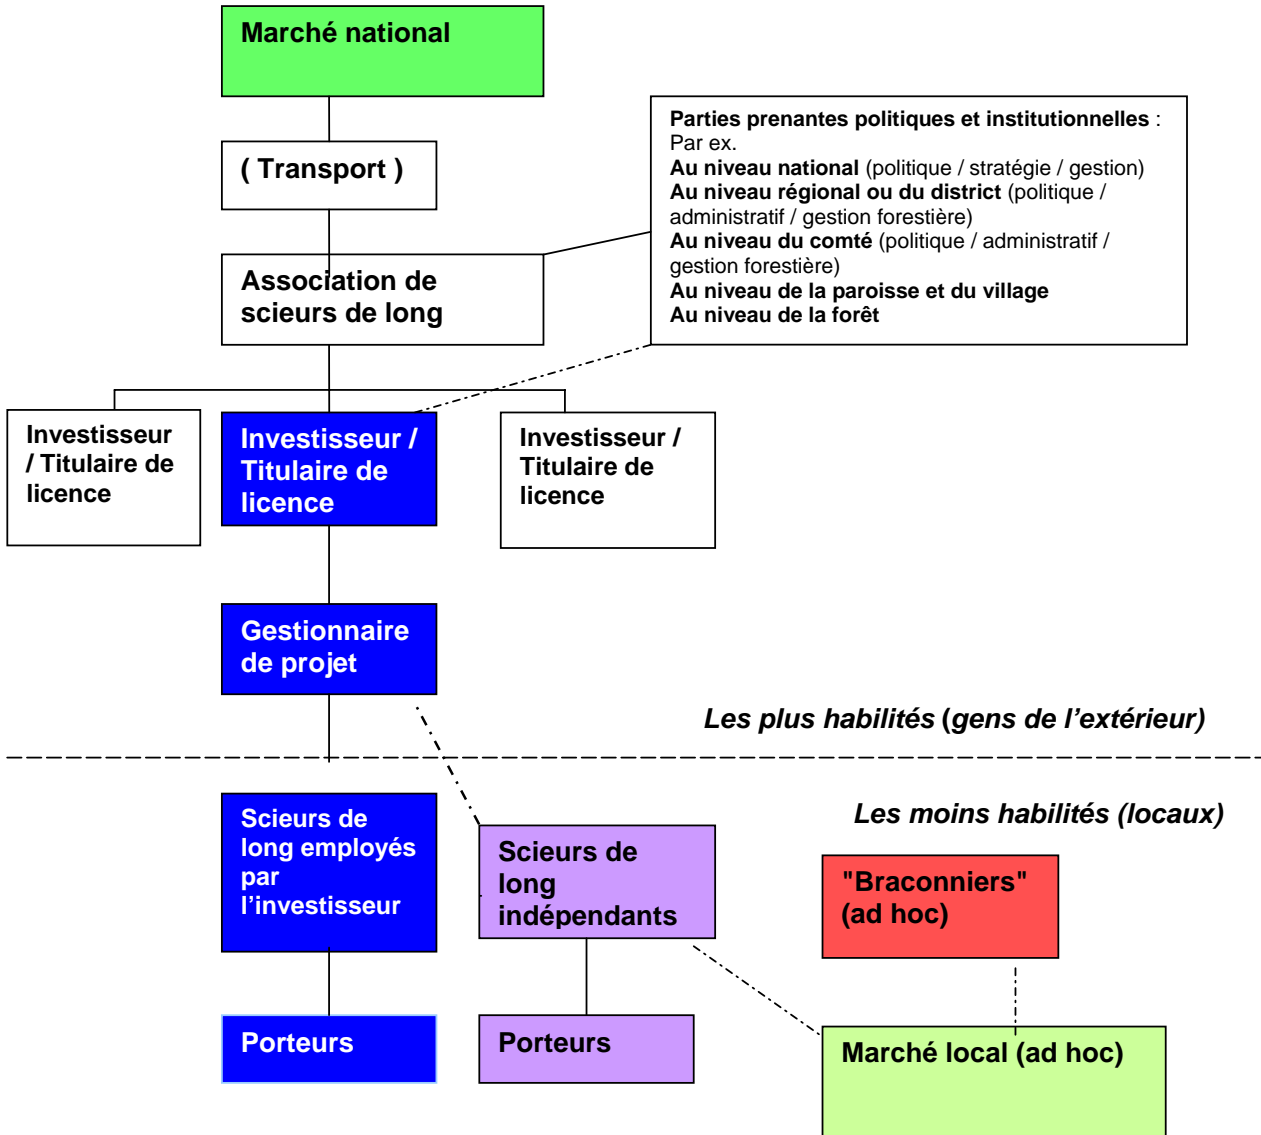 Marché national
( Transport )
Parties prenantes politiques et institutionnelles :
Par ex.
Au niveau national (politique / stratégie / gestion)
Au niveau régional ou du district (politique /
administratif / gestion forestière)
Au niveau du comté (politique / administratif /
gestion forestière)
Au niveau de la paroisse et du village
Au niveau de la forêt
Association de
scieurs de long
Investisseur
/ Titulaire de
licence
Investisseur /
Titulaire de
licence
Investisseur /
Titulaire de
licence
Gestionnaire
de projet
Les plus habilités (gens de l’extérieur)
Les moins habilités (locaux)
Scieurs de
long employés
par
l’investisseur
Scieurs de
long
indépendants
"Braconniers"
(ad hoc)
Porteurs
Porteurs
Marché local (ad hoc)